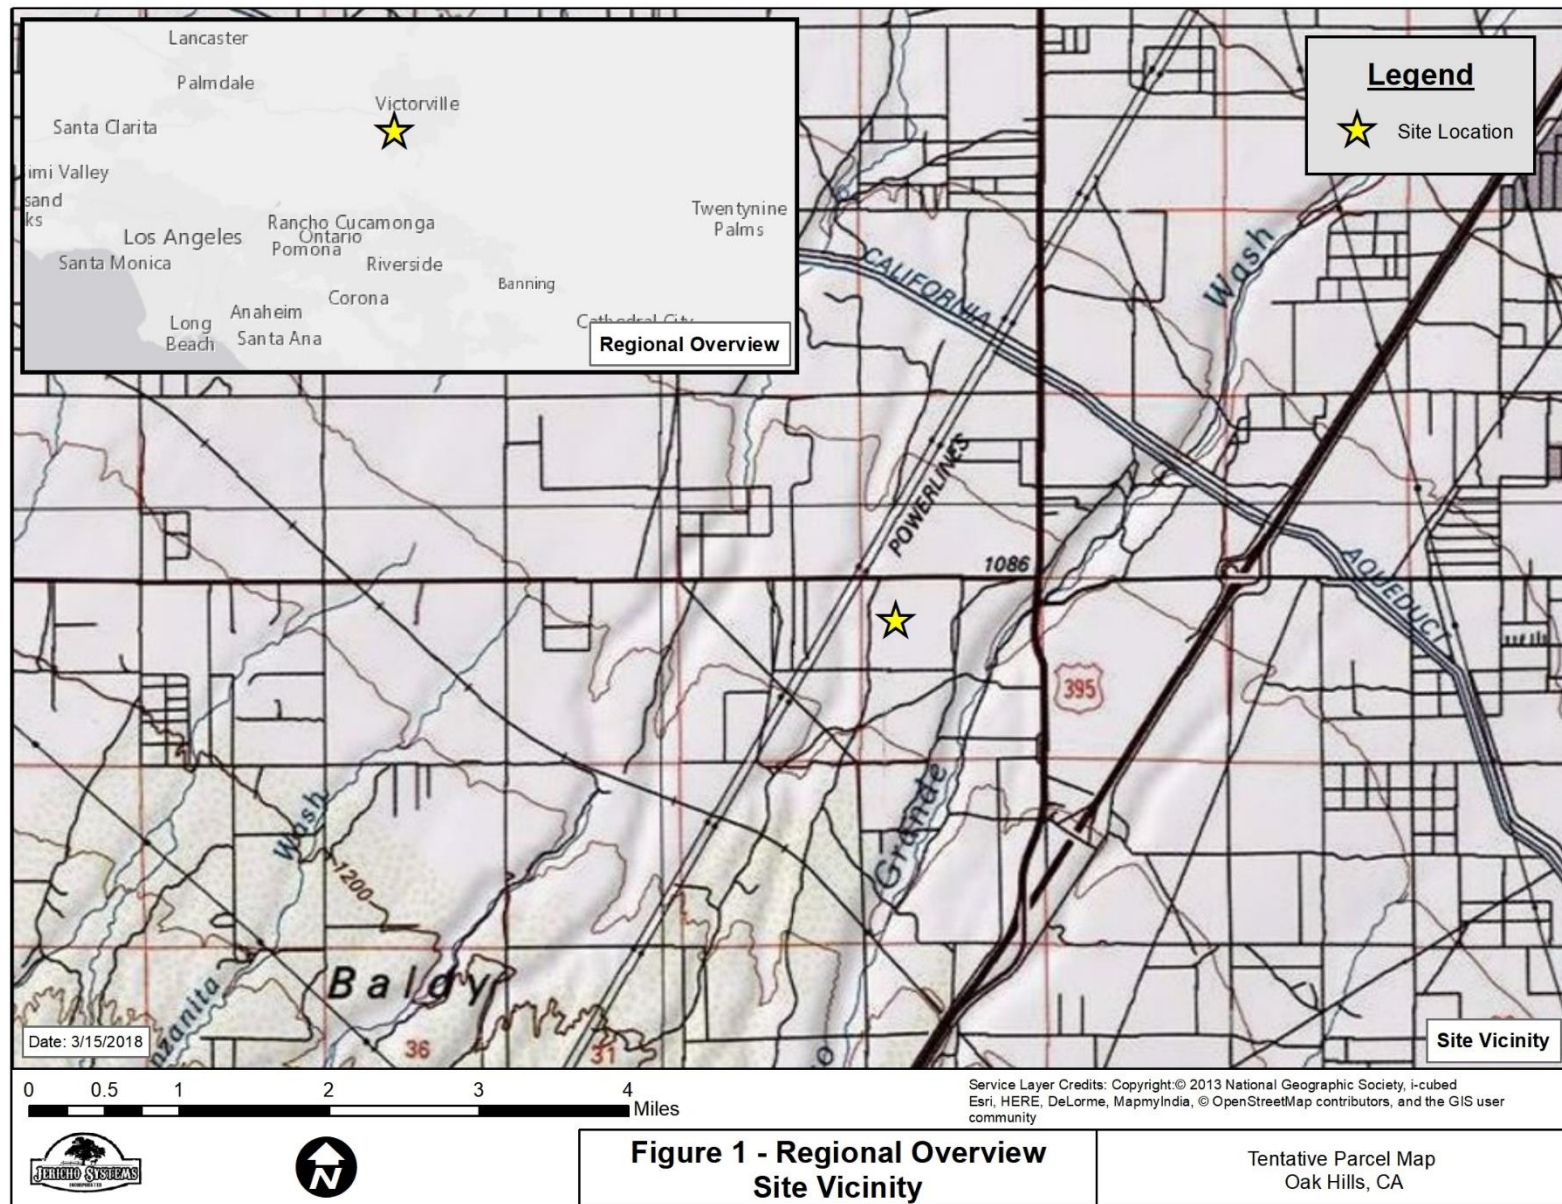 Lancaster
Palmdale
Victorville
Santa Clarita
imi Valley
sand
ks
Rancho Cucamonga
Ontario
Pomona
Los Angeles
Santa Monica
Riverside
Twentynine
Palms
Banning
Corona
Anaheim
Long
Beach
Santa Ana
Cathedral City
Regional Overview
Legend
Site Location
CALIFORNIA
Wash
POWERLINES
1086
AQUEDUCT
395
Grande
Wash
1200
Baldy
nzanita
36
31
o
Date: 3/15/2018
Site Vicinity
0 0.5 1 2 3 4
Miles
Service Layer Credits: Copyright:© 2013 National Geographic Society, i-cubed
Esri, HERE, DeLorme, MapmyIndia, © OpenStreetMap contributors, and the GIS user
community
JERICHO SYSTEMS
INCORPORATED
N
Figure 1 - Regional Overview
Site Vicinity
Tentative Parcel Map
Oak Hills, CA